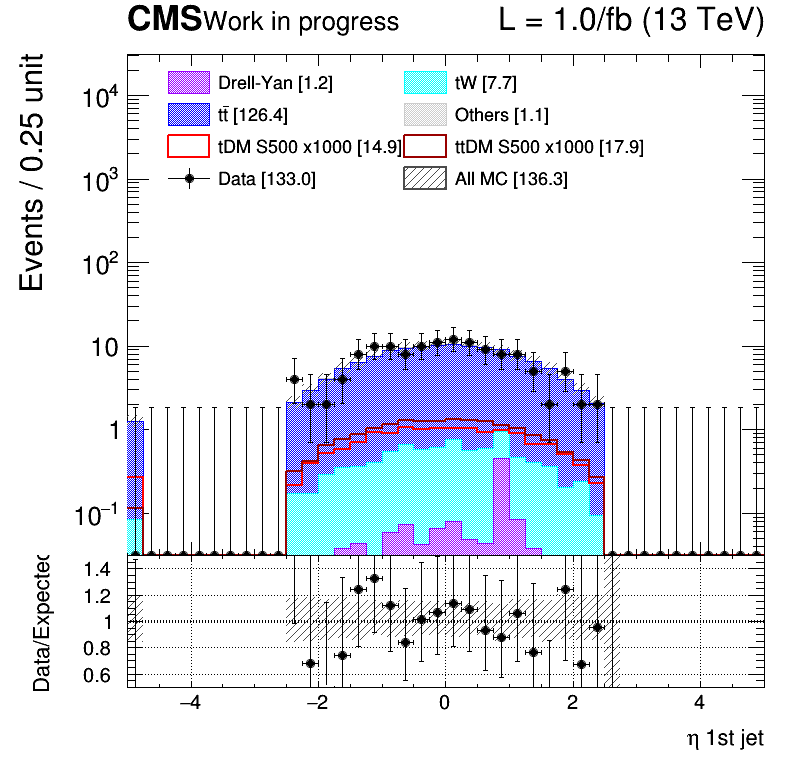 CMS Work in progress L = 1.0/fb (13 TeV)
Events / 0.25 unit
Drell-Yan [1.2] tW [7.7]
tt̄ [126.4] Others [1.1]
tDM S500 x1000 [14.9] ttDM S500 x1000 [17.9]
Data [133.0] All MC [136.3]
10⁴
10³
10²
10
1
10⁻¹
Data/Expected
1.4
1.2
1
0.8
0.6
−4 −2 0 2 4
η 1st jet